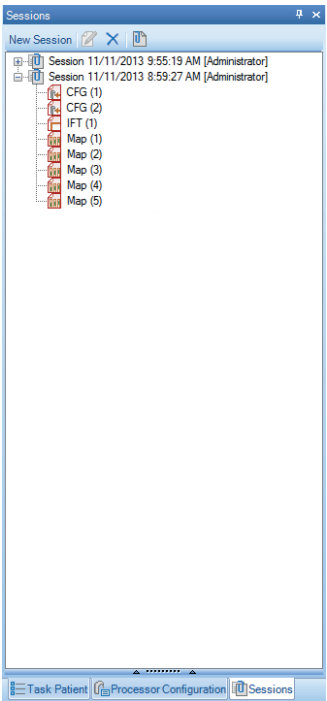 Sessions
New Session
Session 11/11/2013 9:55:19 AM [Administrator]
Session 11/11/2013 8:59:27 AM [Administrator]
CFG (1)
CFG (2)
IFT (1)
Map (1)
Map (2)
Map (3)
Map (4)
Map (5)
Task Patient Processor Configuration Sessions